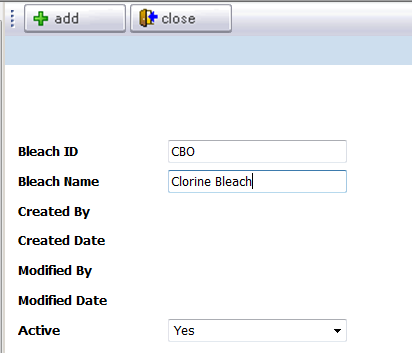 add close
Bleach ID CBO
Bleach Name Clorine Bleach
Created By
Created Date
Modified By
Modified Date
Active Yes